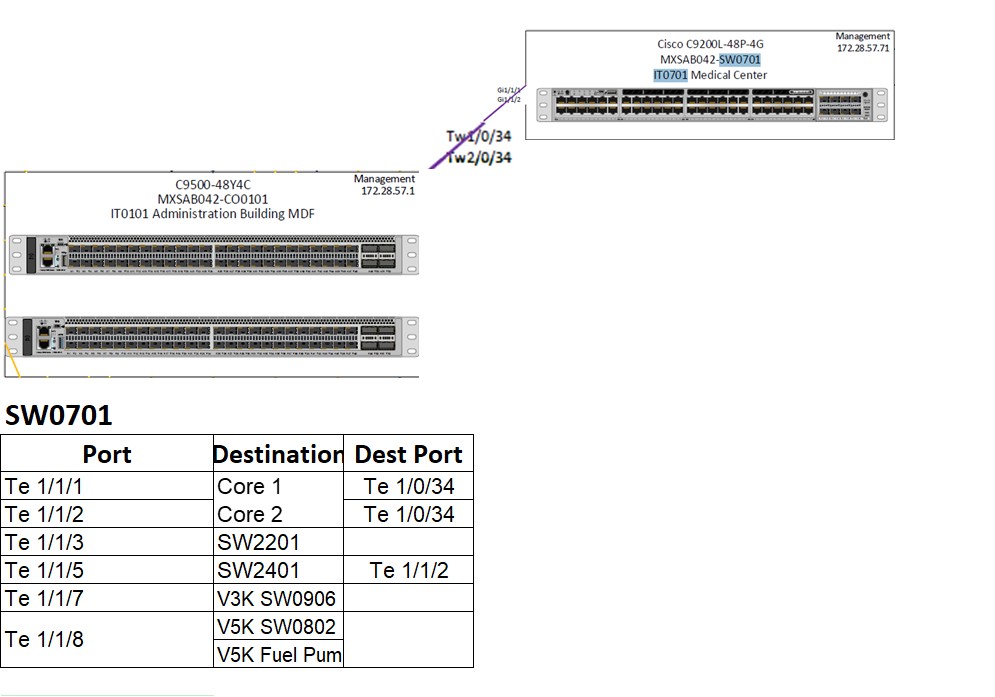 Management
172.28.57.71
Cisco C9200L-48P-4G
MXSAB042-SW0701
IT0701 Medical Center
Gi1/1/1
Gi1/1/2
Tw1/0/34
Tw2/0/34
Management
172.28.57.1
C9500-48Y4C
MXSAB042-CO0101
IT0101 Administration Building MDF
SW0701
Port Destination Dest Port
Te 1/1/1 Core 1 Te 1/0/34
Te 1/1/2 Core 2 Te 1/0/34
Te 1/1/3 SW2201
Te 1/1/5 SW2401 Te 1/1/2
Te 1/1/7 V3K SW0906
Te 1/1/8 V5K SW0802
V5K Fuel Pum